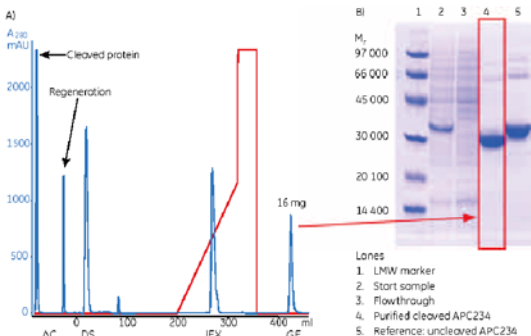 A)
A280
mAU
Cleaved protein
Regeneration
2000
1500
1000
500
0
16 mg
0
100
200
300
400
ml
AC
DS
IEX
GF
B)
1 2 3 4 5
Mr
97 000
66 000
45 000
30 000
20 100
14 400
Lanes
1. LMW marker
2. Start sample
3. Flowthrough
4. Purified cleaved APC234
5. Reference: uncleaved APC234